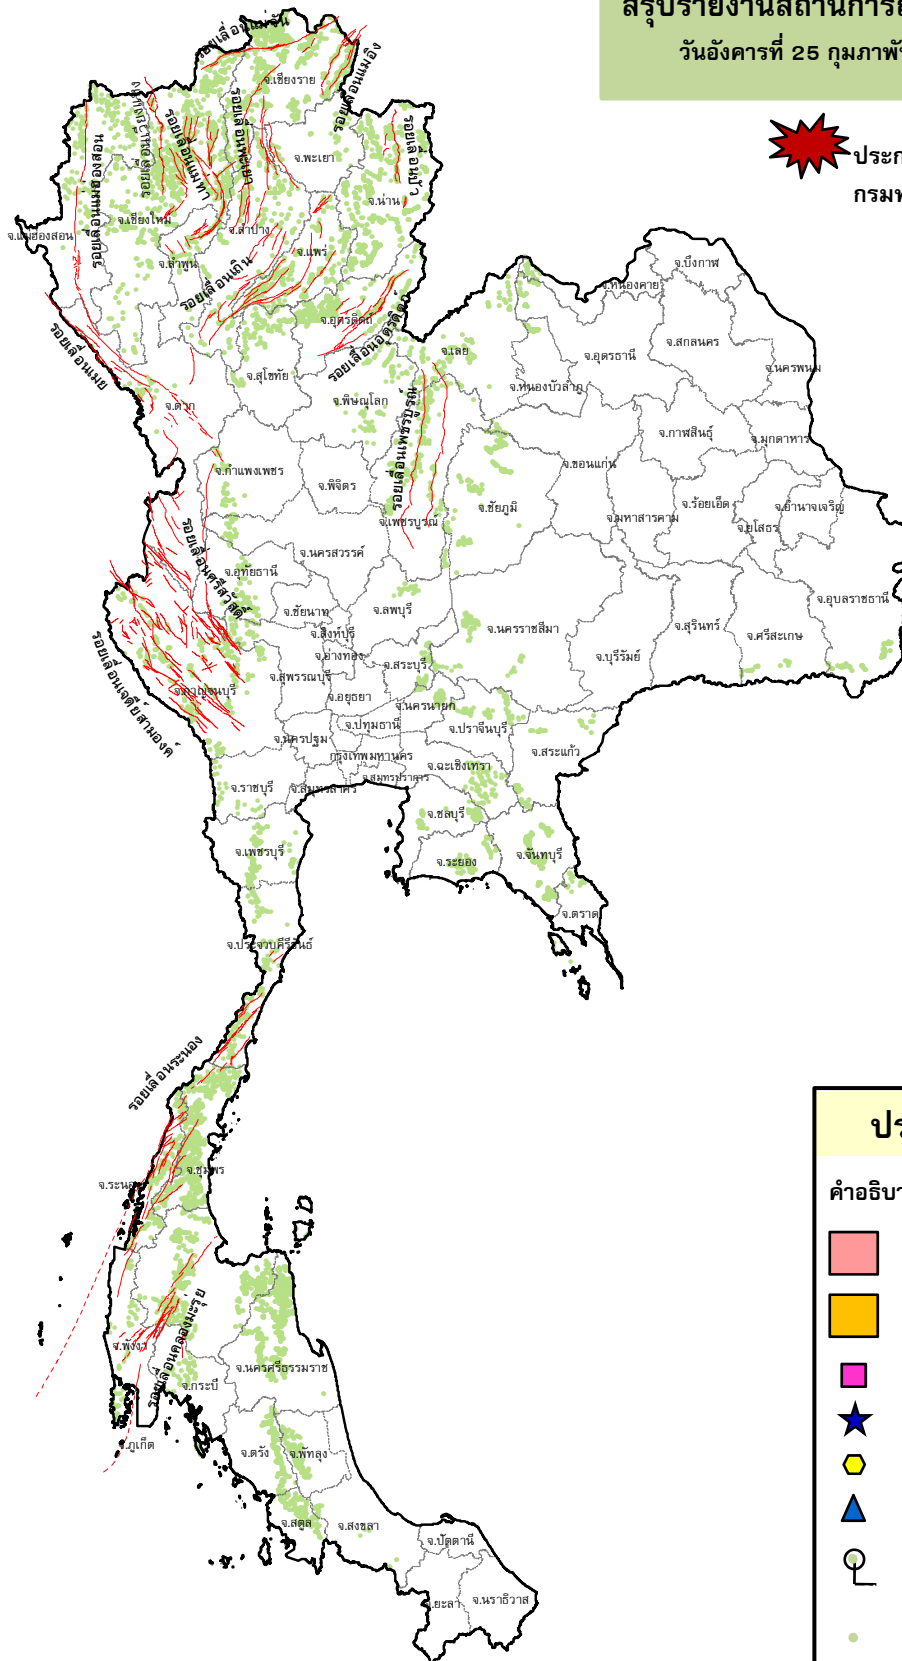 สรุปรายงานสถานการณ์
วันอังคารที่ 25 กุมภาพัน
ประก
กรมท
รอยเลื่อนแม่จัน
รอยเลื่อนแม่อิง
จ.เชียงราย
รอยเลื่อนแม่ฮ่องสอน
รอยเลื่อนแม่ทา
รอยเลื่อนพะเยา
รอยเลื่อนปัว
จ.พะเยา
จ.น่าน
จ.เชียงใหม่
จ.แม่ฮ่องสอน
จ.ลำปาง
จ.แพร่
จ.ลำพูน
รอยเลื่อนเถิน
จ.บึงกาฬ
จ.หนองคาย
จ.อุตรดิตถ์
รอยเลื่อนอุตรดิตถ์
รอยเลื่อนเมย
จ.เลย
จ.อุดรธานี
จ.สกลนคร
จ.นครพนม
จ.สุโขทัย
จ.หนองบัวลำภู
จ.ตาก
จ.พิษณุโลก
รอยเลื่อนเพชรบูรณ์
จ.กาฬสินธุ์
จ.มุกดาหาร
จ.กำแพงเพชร
จ.พิจิตร
จ.ขอนแก่น
จ.เพชรบูรณ์
จ.ชัยภูมิ
จ.มหาสารคาม
จ.ร้อยเอ็ด
จ.ยโสธร
จ.อำนาจเจริญ
รอยเลื่อนศรีสวัสดิ์
จ.นครสวรรค์
จ.อุทัยธานี
จ.ชัยนาท
จ.ลพบุรี
จ.นครราชสีมา
จ.บุรีรัมย์
จ.สุรินทร์
จ.ศรีสะเกษ
จ.อุบลราชธานี
จ.สิงห์บุรี
จ.อ่างทอง
จ.สระบุรี
รอยเลื่อนเจดีย์สามองค์
จ.กาญจนบุรี
จ.สุพรรณบุรี
จ.อยุธยา
จ.นครนายก
จ.ปทุมธานี
จ.ปราจีนบุรี
จ.นครปฐม
กรุงเทพมหานคร
จ.สระแก้ว
จ.ฉะเชิงเทรา
จ.สมทรปราการ
จ.ราชบุรี
จ.สมุทรสาคร
จ.ชลบุรี
จ.เพชรบุรี
จ.ระยอง
จ.จันทบุรี
จ.ตราด
จ.ประจวบคีรีขันธ์
รอยเลื่อนระนอง
จ.ระนอง
จ.ชุมพร
รอยเลื่อนคลองมะรุ่ย
จ.พังงา
จ.กระบี่
จ.นครศรีธรรมราช
จ.ภูเก็ต
จ.ตรัง
จ.พัทลุง
จ.สตูล
จ.สงขลา
จ.ปัตตานี
จ.ยะลา
จ.นราธิวาส
ปร
คำอธิบา